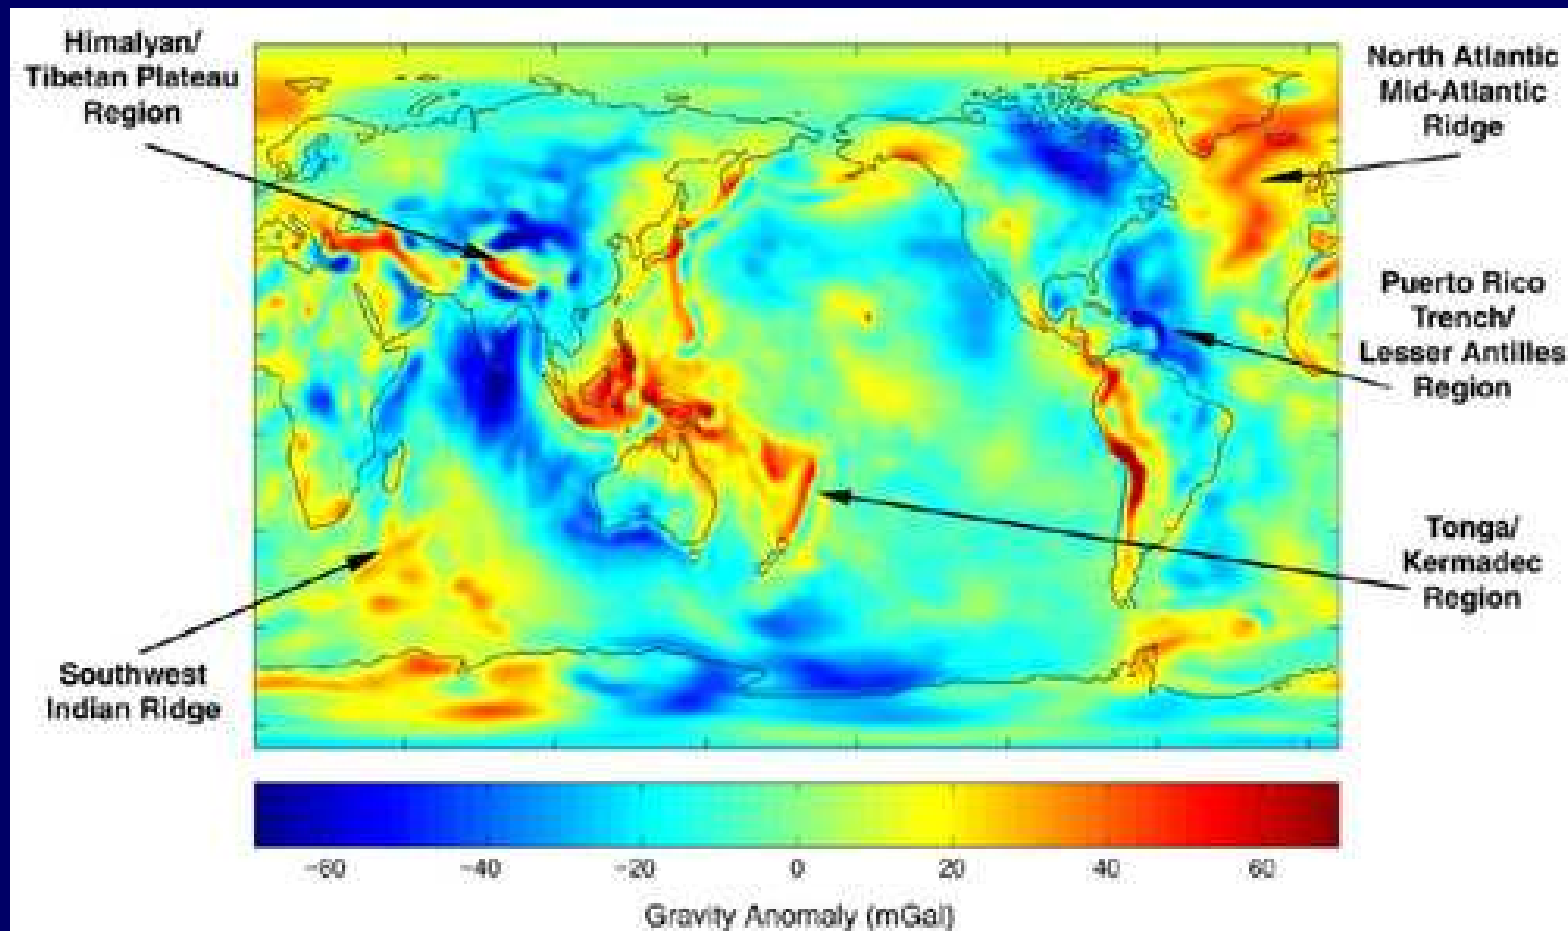 Himalyan/
Tibetan Plateau
Region
North Atlantic
Mid-Atlantic
Ridge
Puerto Rico
Trench/
Lesser Antilles
Region
Tonga/
Kermadec
Region
Southwest
Indian Ridge
−60 −40 −20 0 20 40 60
Gravity Anomaly (mGal)